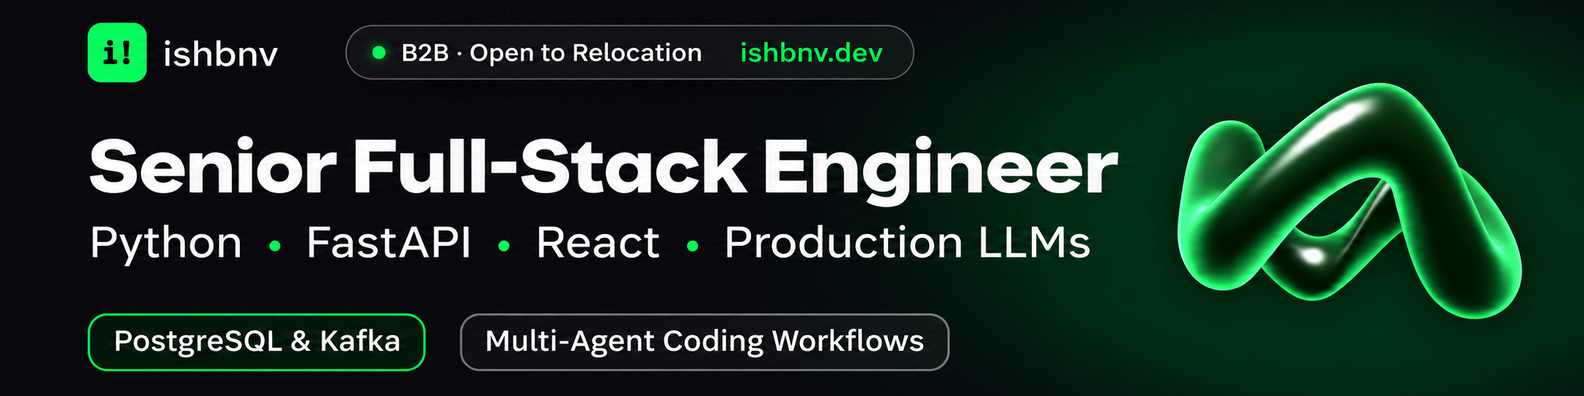 i! ishbnv
B2B · Open to Relocation ishbnv.dev
Senior Full-Stack Engineer
Python • FastAPI • React • Production LLMs
PostgreSQL & Kafka
Multi-Agent Coding Workflows